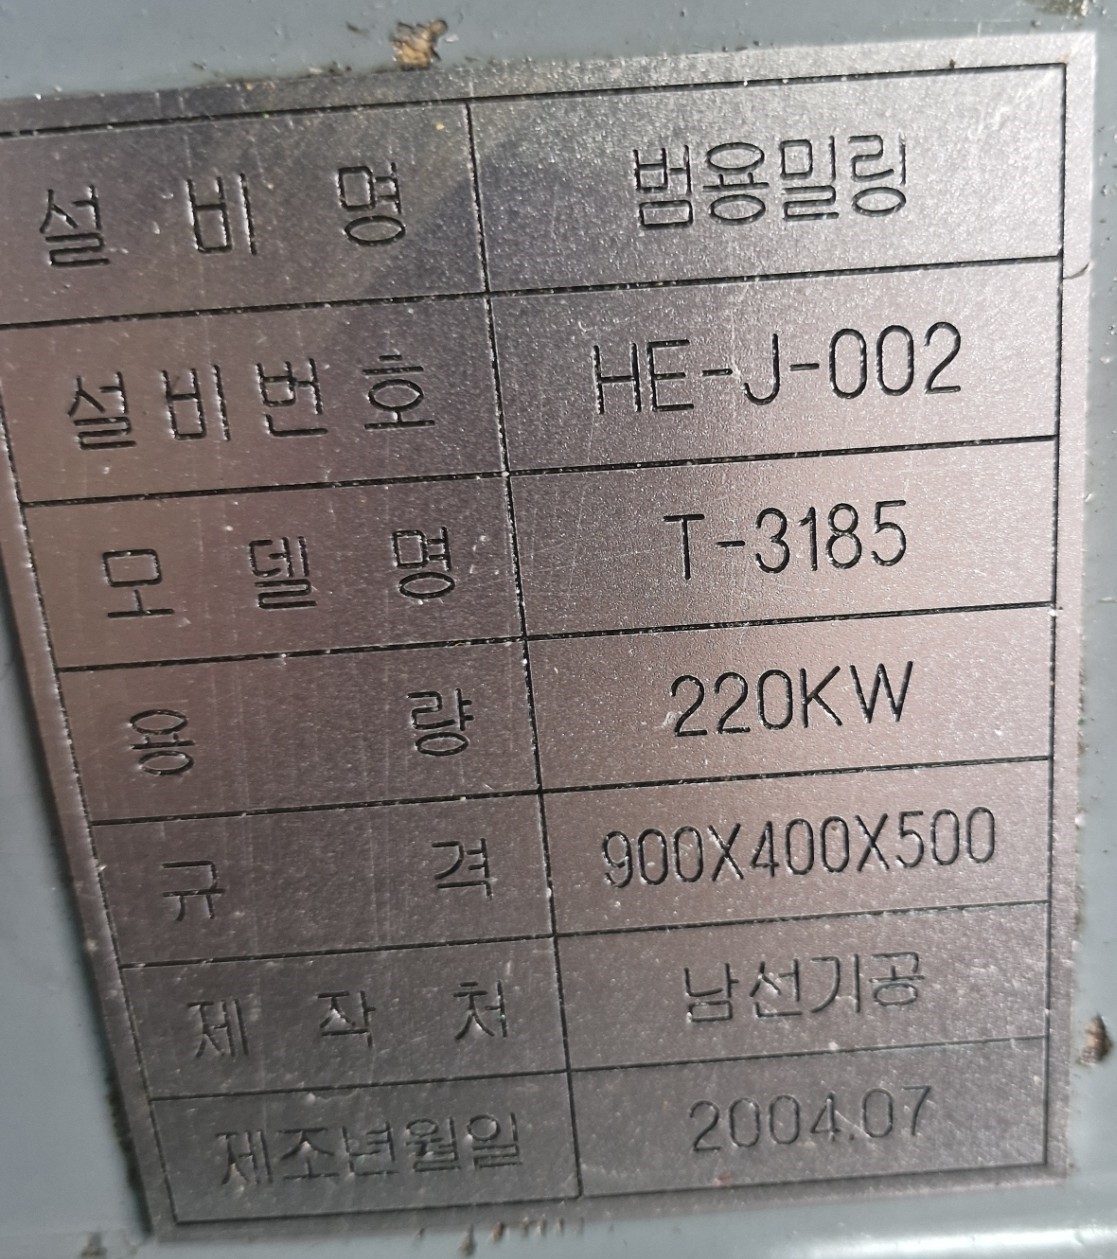 설 비 명 범용밀링
설 비 번 호 HE-J-002
모 델 명 T-3185
용 량 220KW
규 격 900X400X500
제 작 처 남선기공
제조년월일 2004.07